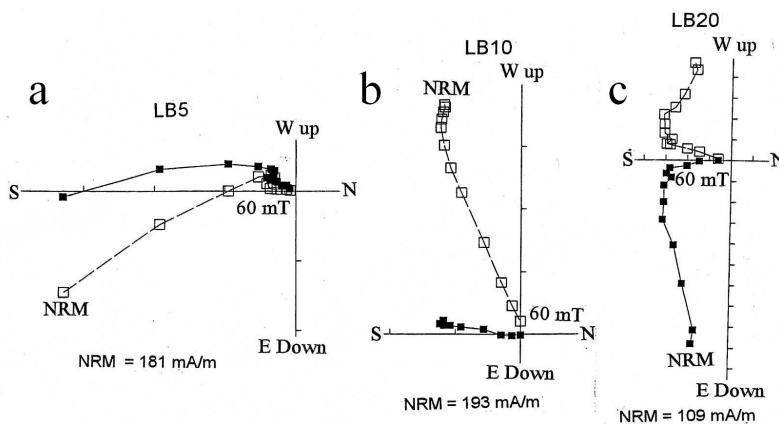 a
LB5
W up
S
N
60 mT
NRM
E Down
NRM = 181 mA/m
b
LB10
W up
NRM
60 mT
S
N
E Down
NRM = 193 mA/m
c
LB20
W up
S
N
60 mT
NRM
E Down
NRM = 109 mA/m